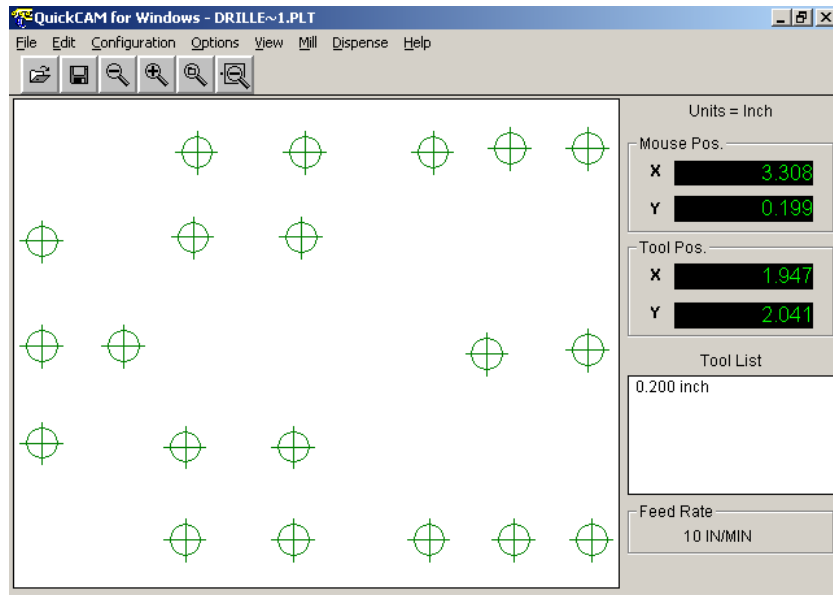 QuickCAM for Windows - DRILLE~1.PLT
File Edit Configuration Options View Mill Dispense Help
Units = Inch
Mouse Pos.
X 3.308
Y 0.199
Tool Pos.
X 1.947
Y 2.041
Tool List
0.200 inch
Feed Rate
10 IN/MIN